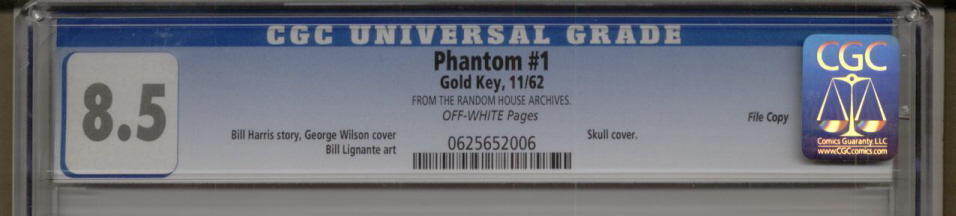 CGC UNIVERSAL GRADE
8.5
Phantom #1
Gold Key, 11/62
FROM THE RANDOM HOUSE ARCHIVES.
OFF-WHITE Pages
Bill Harris story, George Wilson cover
Bill Lignante art
0625652006
Skull cover.
File Copy
CGC
Comics Guaranty, LLC
www.CGCcomics.com